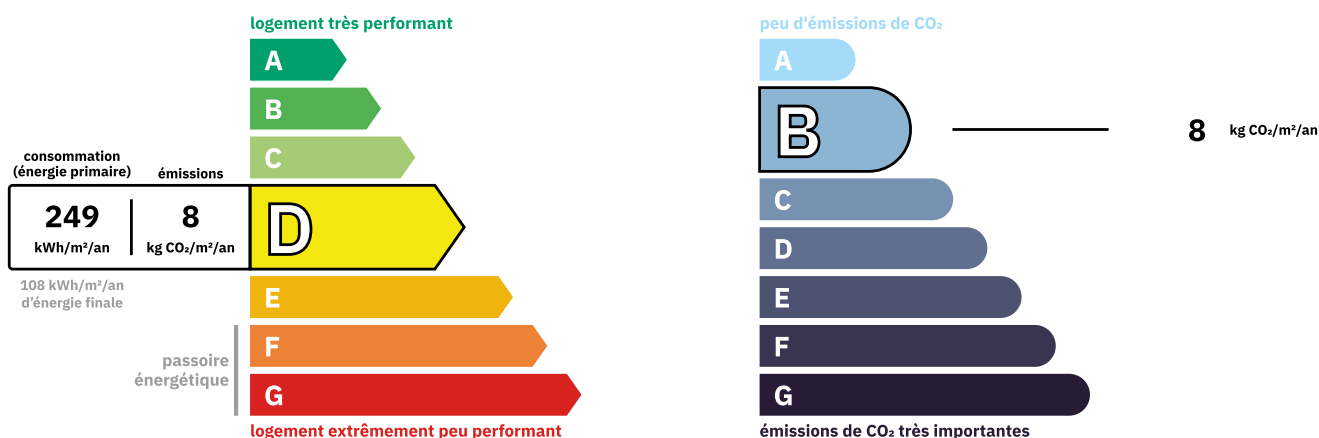 logement très performant
A
B
C
consommation
(énergie primaire)
émissions
249
kWh/m²/an
8
kg CO₂/m²/an
D
108 kWh/m²/an
d'énergie finale
E
passoire
énergétique
F
G
logement extrêmement peu performant
peu d'émissions de CO₂
A
B
8 kg CO₂/m²/an
C
D
E
F
G
émissions de CO₂ très importantes